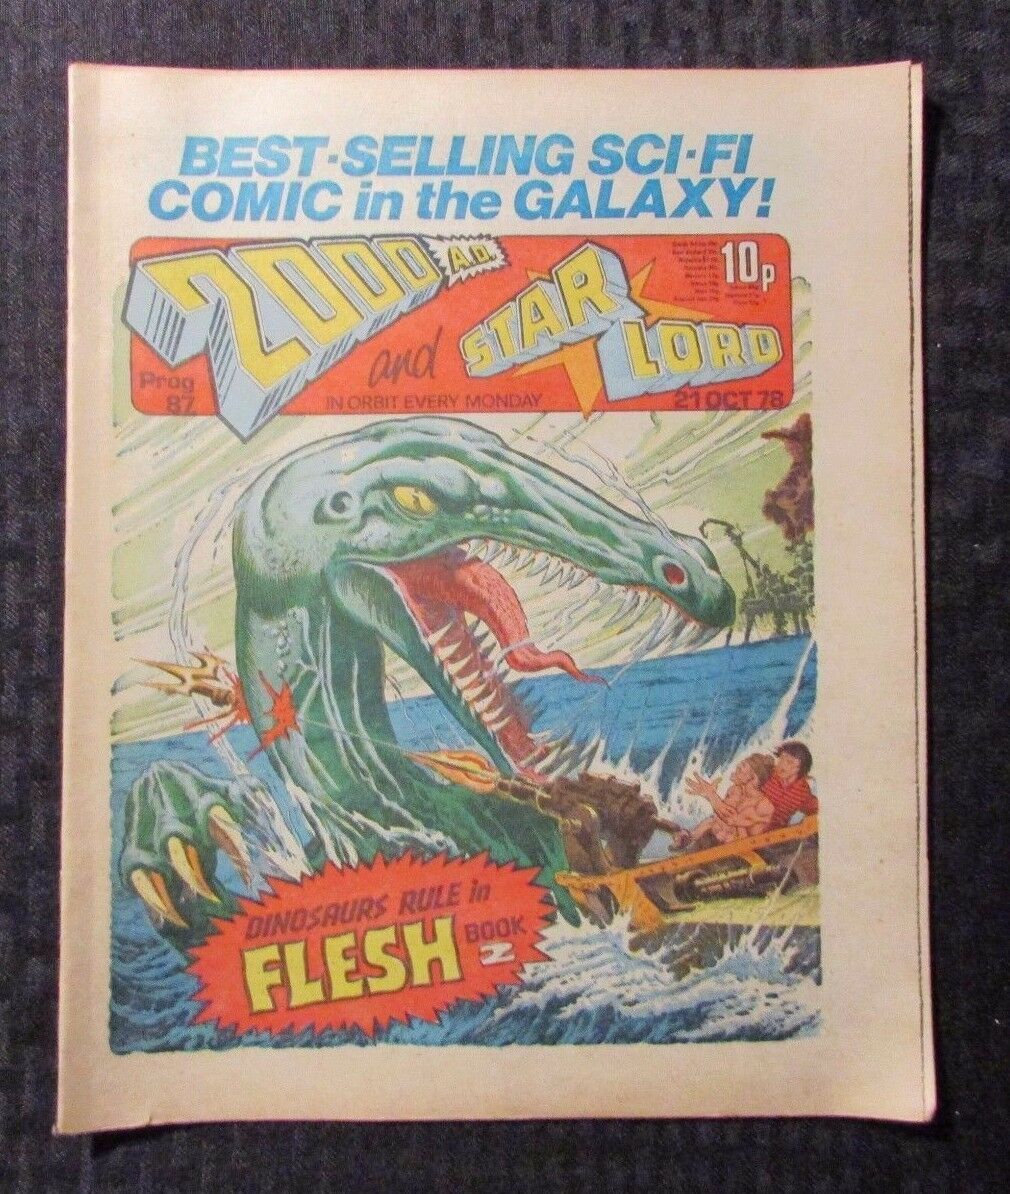 BEST-SELLING SCI-FI
COMIC in the GALAXY!
2000 A.D.
and
STAR
LORD
10p
Prog
87
IN ORBIT EVERY MONDAY
21 OCT 78
DINOSAURS RULE in
FLESH
BOOK
2